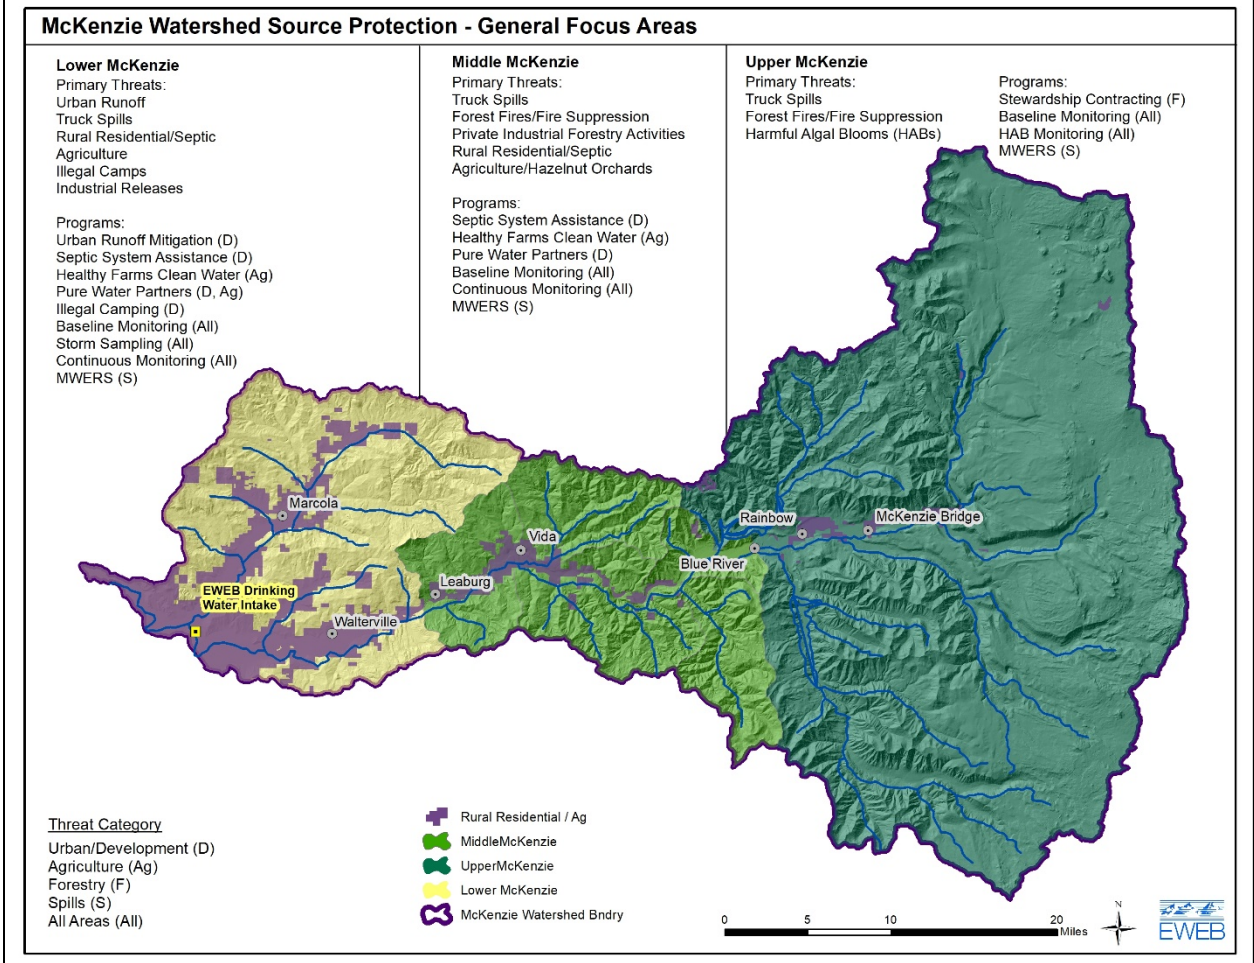 McKenzie Watershed Source Protection - General Focus Areas
Lower McKenzie
Primary Threats:
Urban Runoff
Truck Spills
Rural Residential/Septic
Agriculture
Illegal Camps
Industrial Releases
Programs:
Urban Runoff Mitigation (D)
Septic System Assistance (D)
Healthy Farms Clean Water (Ag)
Pure Water Partners (D, Ag)
Illegal Camping (D)
Baseline Monitoring (All)
Storm Sampling (All)
Continuous Monitoring (All)
MWERS (S)
Middle McKenzie
Primary Threats:
Truck Spills
Forest Fires/Fire Suppression
Private Industrial Forestry Activities
Rural Residential/Septic
Agriculture/Hazelnut Orchards
Programs:
Septic System Assistance (D)
Healthy Farms Clean Water (Ag)
Pure Water Partners (D)
Baseline Monitoring (All)
Continuous Monitoring (All)
MWERS (S)
Upper McKenzie
Primary Threats:
Truck Spills
Forest Fires/Fire Suppression
Harmful Algal Blooms (HABs)
Programs:
Stewardship Contracting (F)
Baseline Monitoring (All)
HAB Monitoring (All)
MWERS (S)
Marcola
Rainbow
McKenzie Bridge
Vida
Blue River
Leaburg
EWEB Drinking
Water Intake
Walterville
Threat Category
Urban/Development (D)
Agriculture (Ag)
Forestry (F)
Spills (S)
All Areas (All)
Rural Residential / Ag
MiddleMcKenzie
UpperMcKenzie
Lower McKenzie
McKenzie Watershed Bndry
0 5 10 20
Miles
N
EWEB